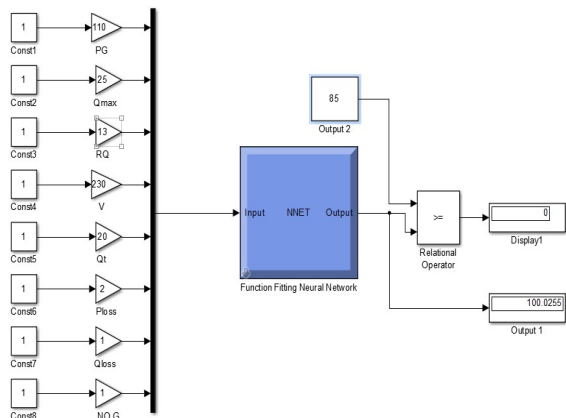 1
110
Const1
PG
1
25
Const2
Qmax
85
1
13
Output 2
Const3
RQ
1
230
Const4
V
Input NNET Output
>=
0
Display1
1
20
Relational
Operator
Const5
Qt
1
2
Function Fitting Neural Network
100.0255
Const6
Ploss
Output 1
1
1
Const7
Qloss
1
1
Const8
NO.G